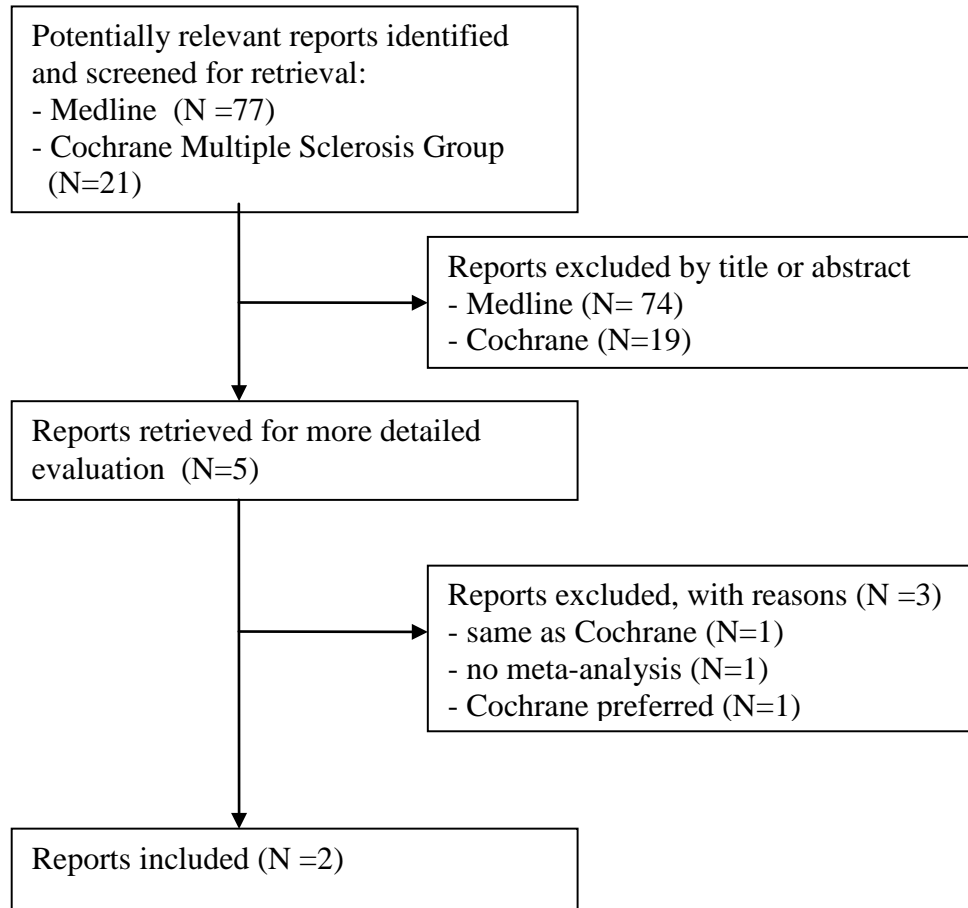 Potentially relevant reports identified
and screened for retrieval:
- Medline  (N =77)
- Cochrane Multiple Sclerosis Group
(N=21)
Reports excluded by title or abstract
- Medline (N= 74)
- Cochrane (N=19)
Reports retrieved for more detailed
evaluation  (N=5)
Reports excluded, with reasons (N =3)
- same as Cochrane (N=1)
- no meta-analysis (N=1)
- Cochrane preferred (N=1)
Reports included (N =2)